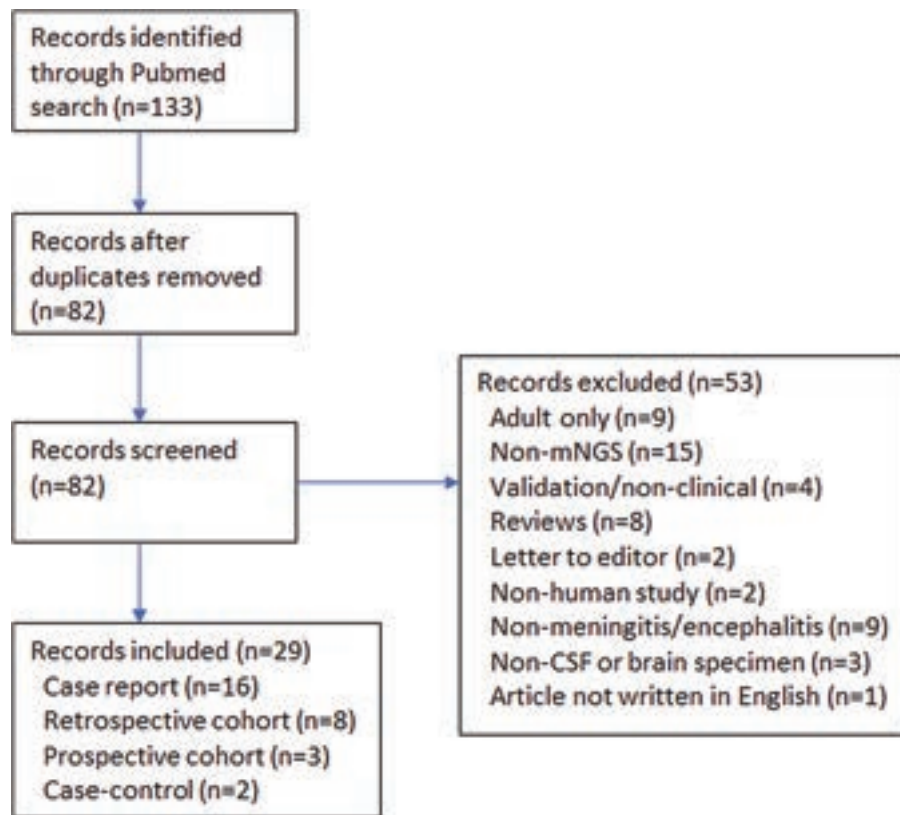 Records identified
through Pubmed
search (n=133)
Records after
duplicates removed
(n=82)
Records screened
(n=82)
Records excluded (n=53)
Adult only (n=9)
Non-mNGS (n=15)
Validation/non-clinical (n=4)
Reviews (n=8)
Letter to editor (n=2)
Non-human study (n=2)
Non-meningitis/encephalitis (n=9)
Non-CSF or brain specimen (n=3)
Article not written in English (n=1)
Records included (n=29)
Case report (n=16)
Retrospective cohort (n=8)
Prospective cohort (n=3)
Case-control (n=2)